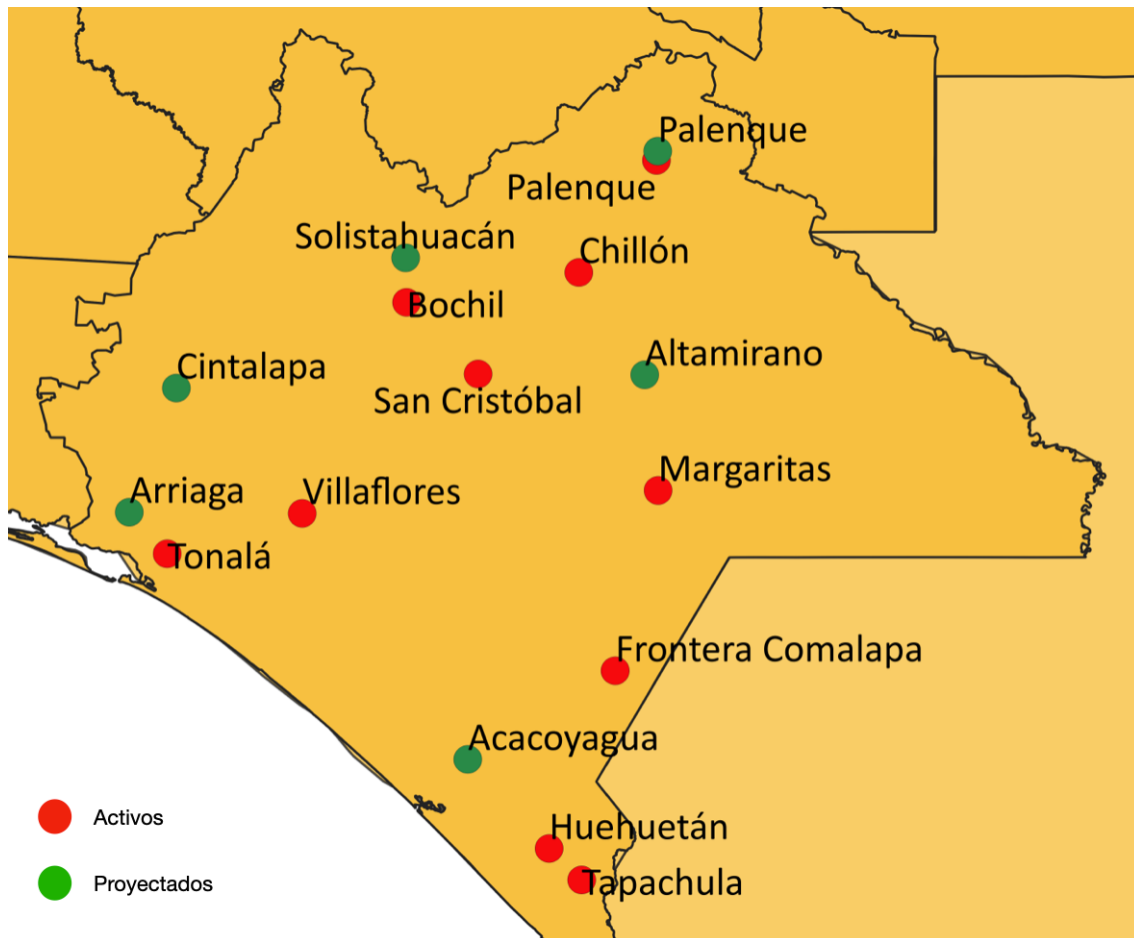 Palenque
Palenque
Solistahuacán
Chillón
Bochil
Altamirano
Cintalapa
San Cristóbal
Margaritas
Arriaga
Villaflores
Tonalá
Frontera Comalapa
Acacoyagua
Activos
Huehuetán
Tapachula
Proyectados